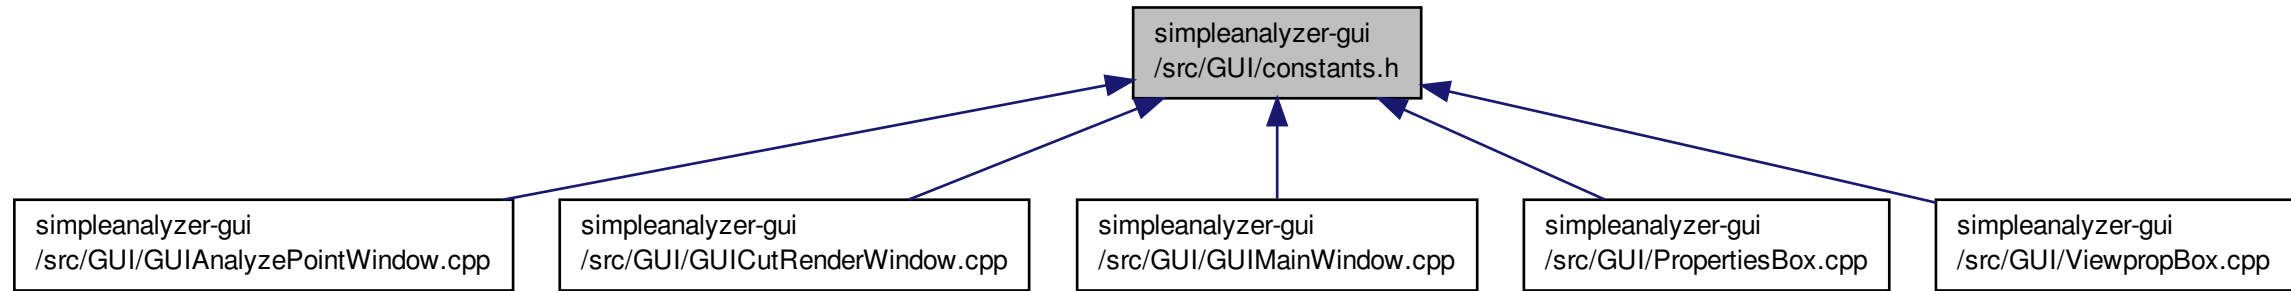 simpleanalyzer-gui
/src/GUI/constants.h
simpleanalyzer-gui
/src/GUI/GUIAnalyzePointWindow.cpp
simpleanalyzer-gui
/src/GUI/GUICutRenderWindow.cpp
simpleanalyzer-gui
/src/GUI/GUIMainWindow.cpp
simpleanalyzer-gui
/src/GUI/PropertiesBox.cpp
simpleanalyzer-gui
/src/GUI/ViewpropBox.cpp